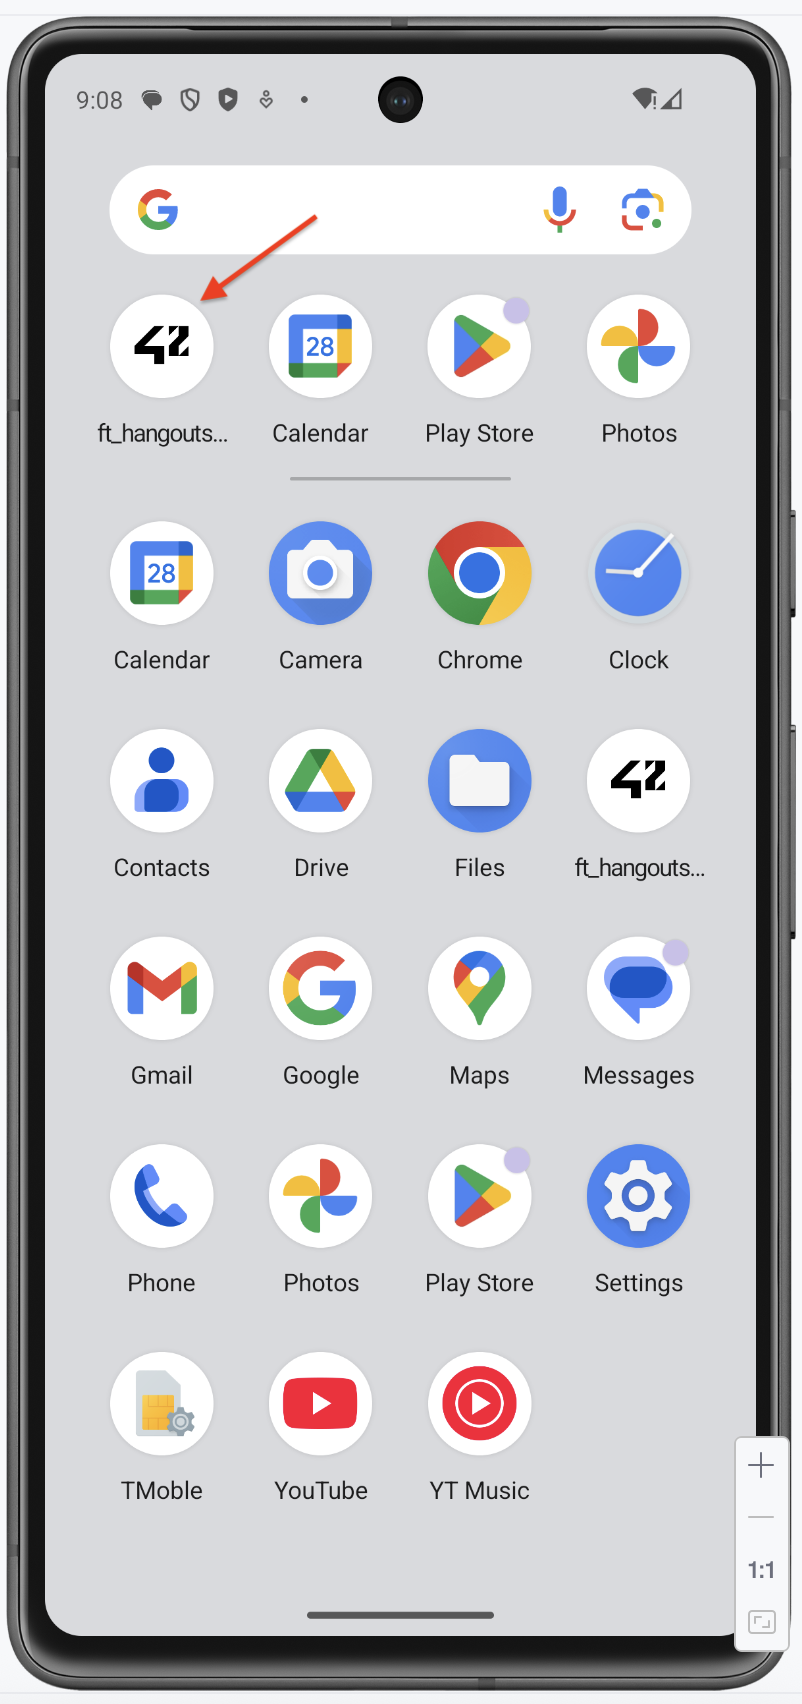 9:08
ft_hangouts... Calendar Play Store Photos
28
Calendar Camera Chrome Clock
28
Contacts Drive Files ft_hangouts...
42
42
Gmail Google Maps Messages
Phone Photos Play Store Settings
TMoble YouTube YT Music
1:1